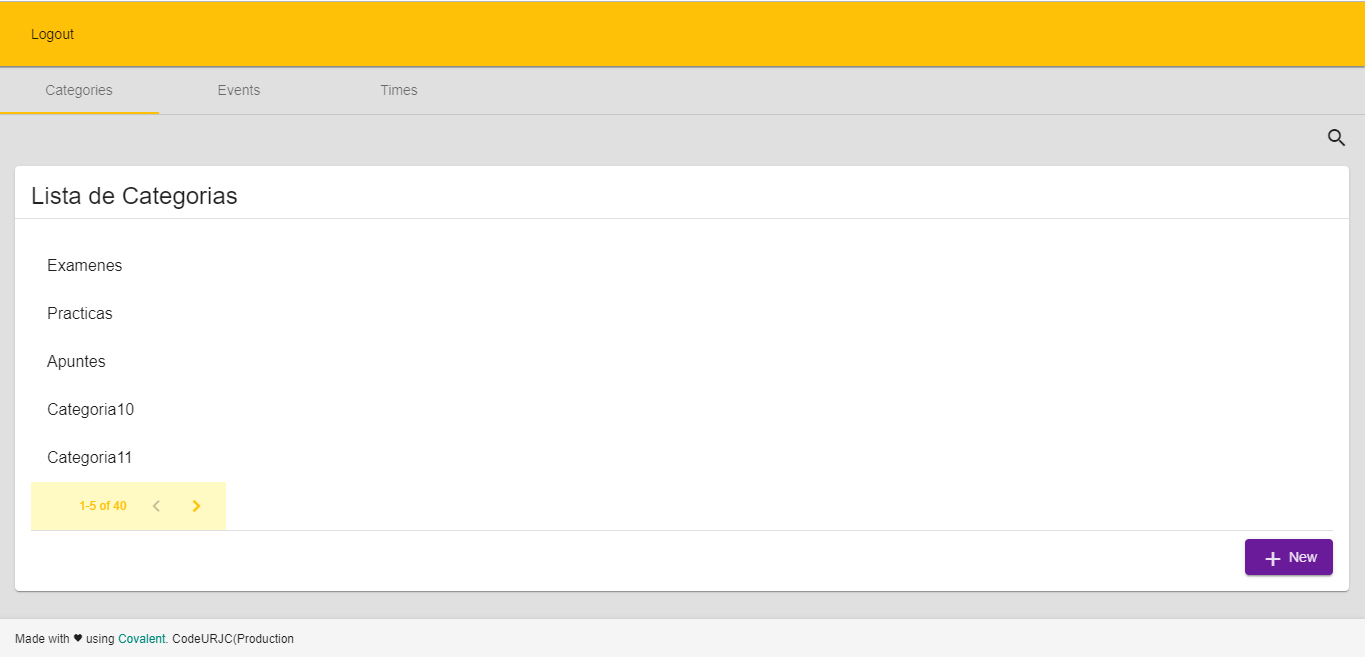 Logout
Categories Events Times
Lista de Categorias
Examenes
Practicas
Apuntes
Categoria10
Categoria11
1-5 of 40
New
Made with ♥ using Covalent. CodeURJC(Production